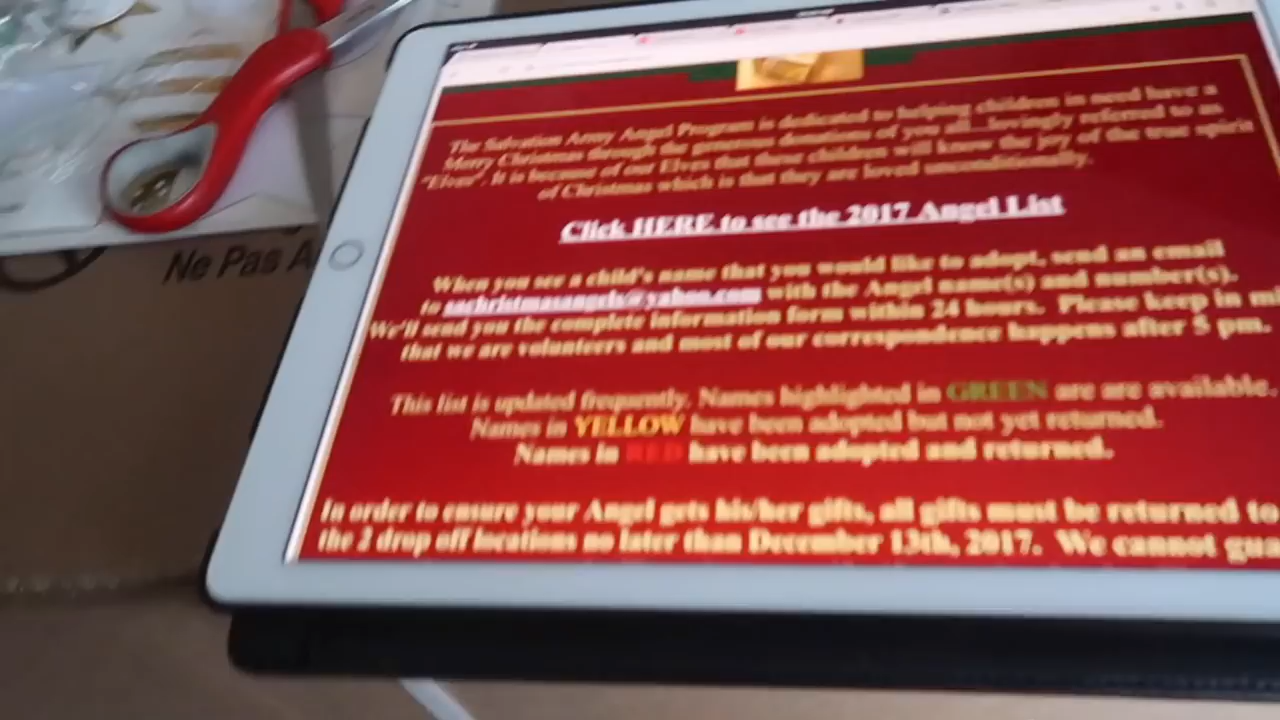 The Salvation Army Angel Program is dedicated to helping children in need have a
Merry Christmas through the generous donations of you all...lovingly referred to as
"Elves". It is because of our Elves that these children will know the joy of the true spirit
of Christmas which is that they are loved unconditionally.
Click HERE to see the 2017 Angel List
When you see a child's name that you would like to adopt, send an email
to sachristmasangels@yahoo.com with the Angel name(s) and number(s).
We'll send you the complete information form within 24 hours. Please keep in mi
that we are volunteers and most of our correspondence happens after 5 pm.
This list is updated frequently. Names highlighted in GREEN are are available.
Names in YELLOW have been adopted but not yet returned.
Names in RED have been adopted and returned.
In order to ensure your Angel gets his/her gifts, all gifts must be returned to
the 2 drop off locations no later than December 13th, 2017. We cannot gua
Ne Pas A